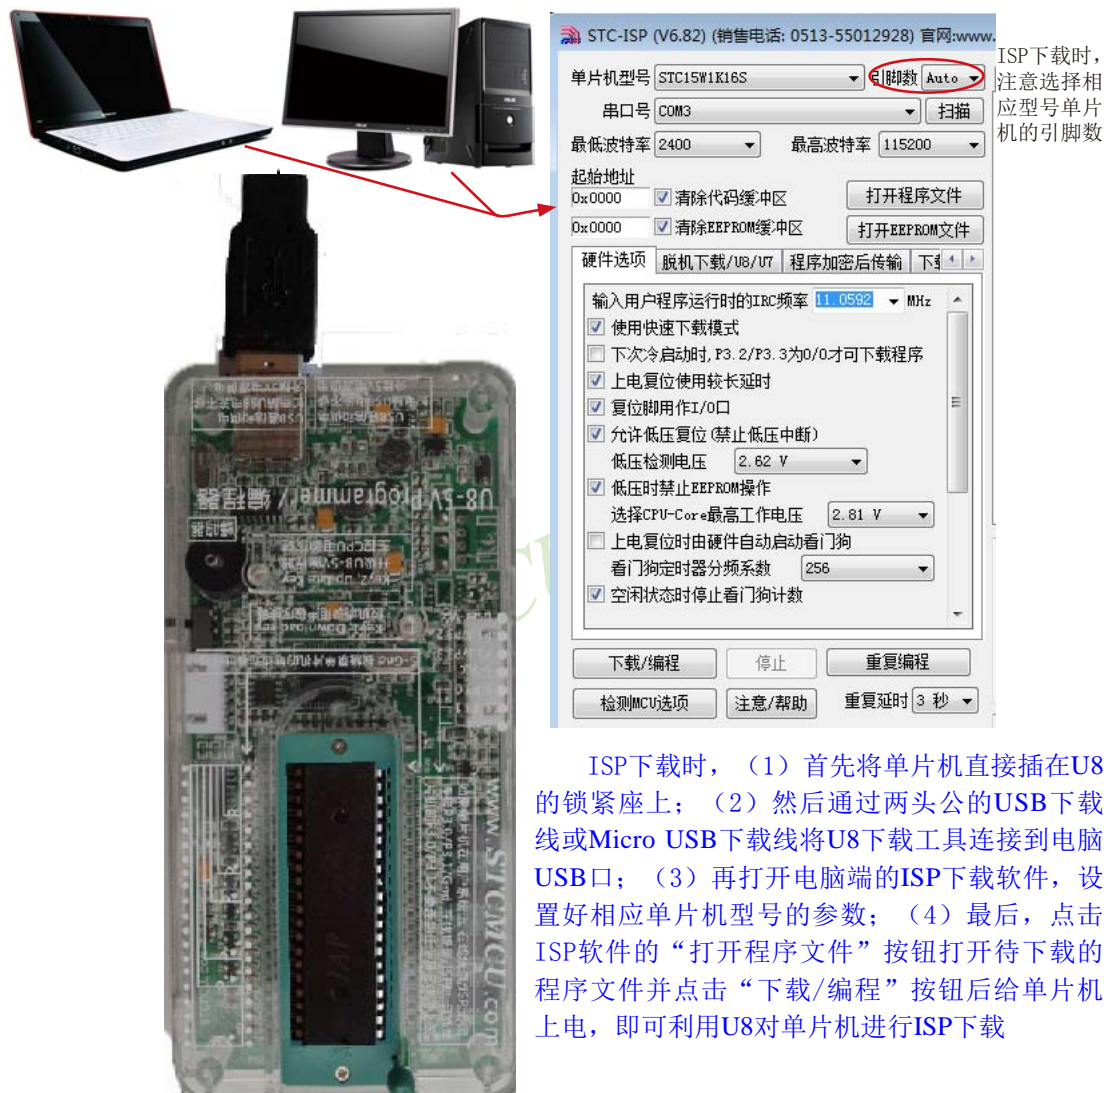 STC-ISP (V6.82) (销售电话: 0513-55012928) 官网:www.
单片机型号 STC15W1K16S 引脚数 Auto
串口号 COM3 扫描
最低波特率 2400 最高波特率 115200
起始地址
0x0000 清除代码缓冲区 打开程序文件
0x0000 清除EEPROM缓冲区 打开EEPROM文件
硬件选项 脱机下载/U8/U7 程序加密后传输
输入用户程序运行时的IRC频率 11.0592 MHz
使用快速下载模式
下次冷启动时,P3.2/P3.3为0/0才可下载程序
上电复位使用较长延时
复位脚用作I/O口
允许低压复位(禁止低压中断)
低压检测电压 2.62 V
低压时禁止EEPROM操作
选择CPU-Core最高工作电压 2.81 V
上电复位时由硬件自动启动看门狗
看门狗定时器分频系数 256
空闲状态时停止看门狗计数
下载/编程 停止 重复编程
检测MCU选项 注意/帮助 重复延时 3 秒
ISP下载时，
注意选择相
应型号单片
机的引脚数
U8-5V Programmer / 编程器
www.STCMCU.com
ISP下载时，（1）首先将单片机直接插在U8
的锁紧座上；（2）然后通过两头公的USB下载
线或Micro USB下载线将U8下载工具连接到电脑
USB口；（3）再打开电脑端的ISP下载软件，设
置好相应单片机型号的参数；（4）最后，点击
ISP软件的“打开程序文件”按钮打开待下载的
程序文件并点击“下载/编程”按钮后给单片机
上电，即可利用U8对单片机进行ISP下载